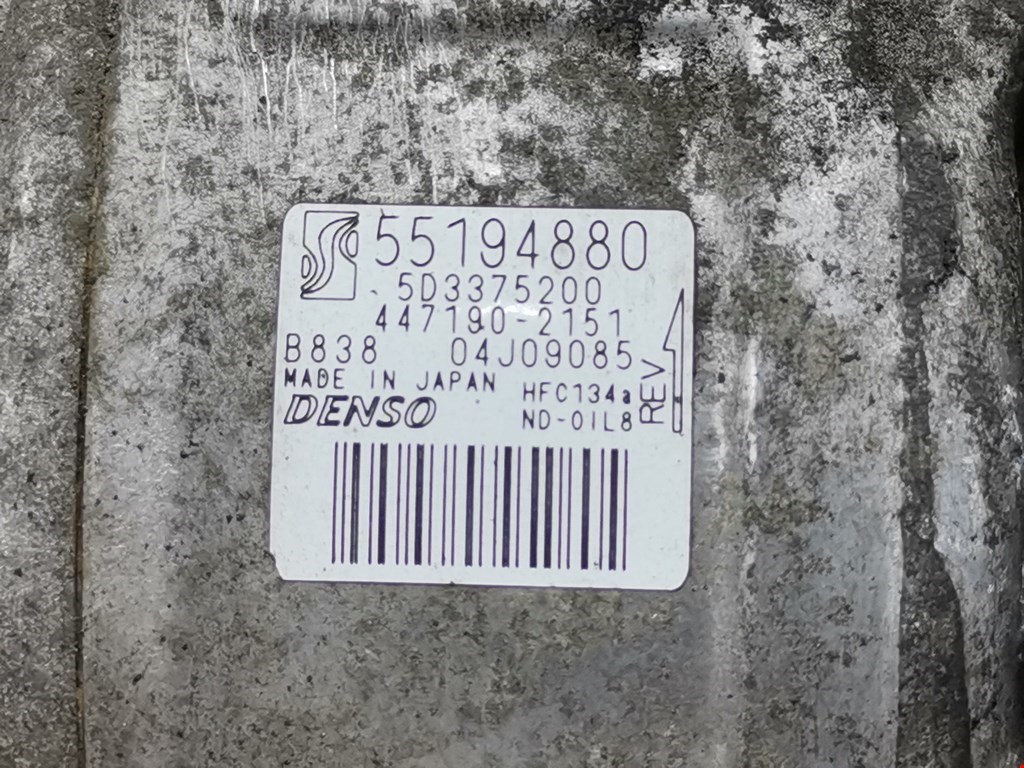 55194880
5D3375200
447190-2151
B838 04J09085
MADE IN JAPAN HFC134a
DENSO ND-OIL8
REV